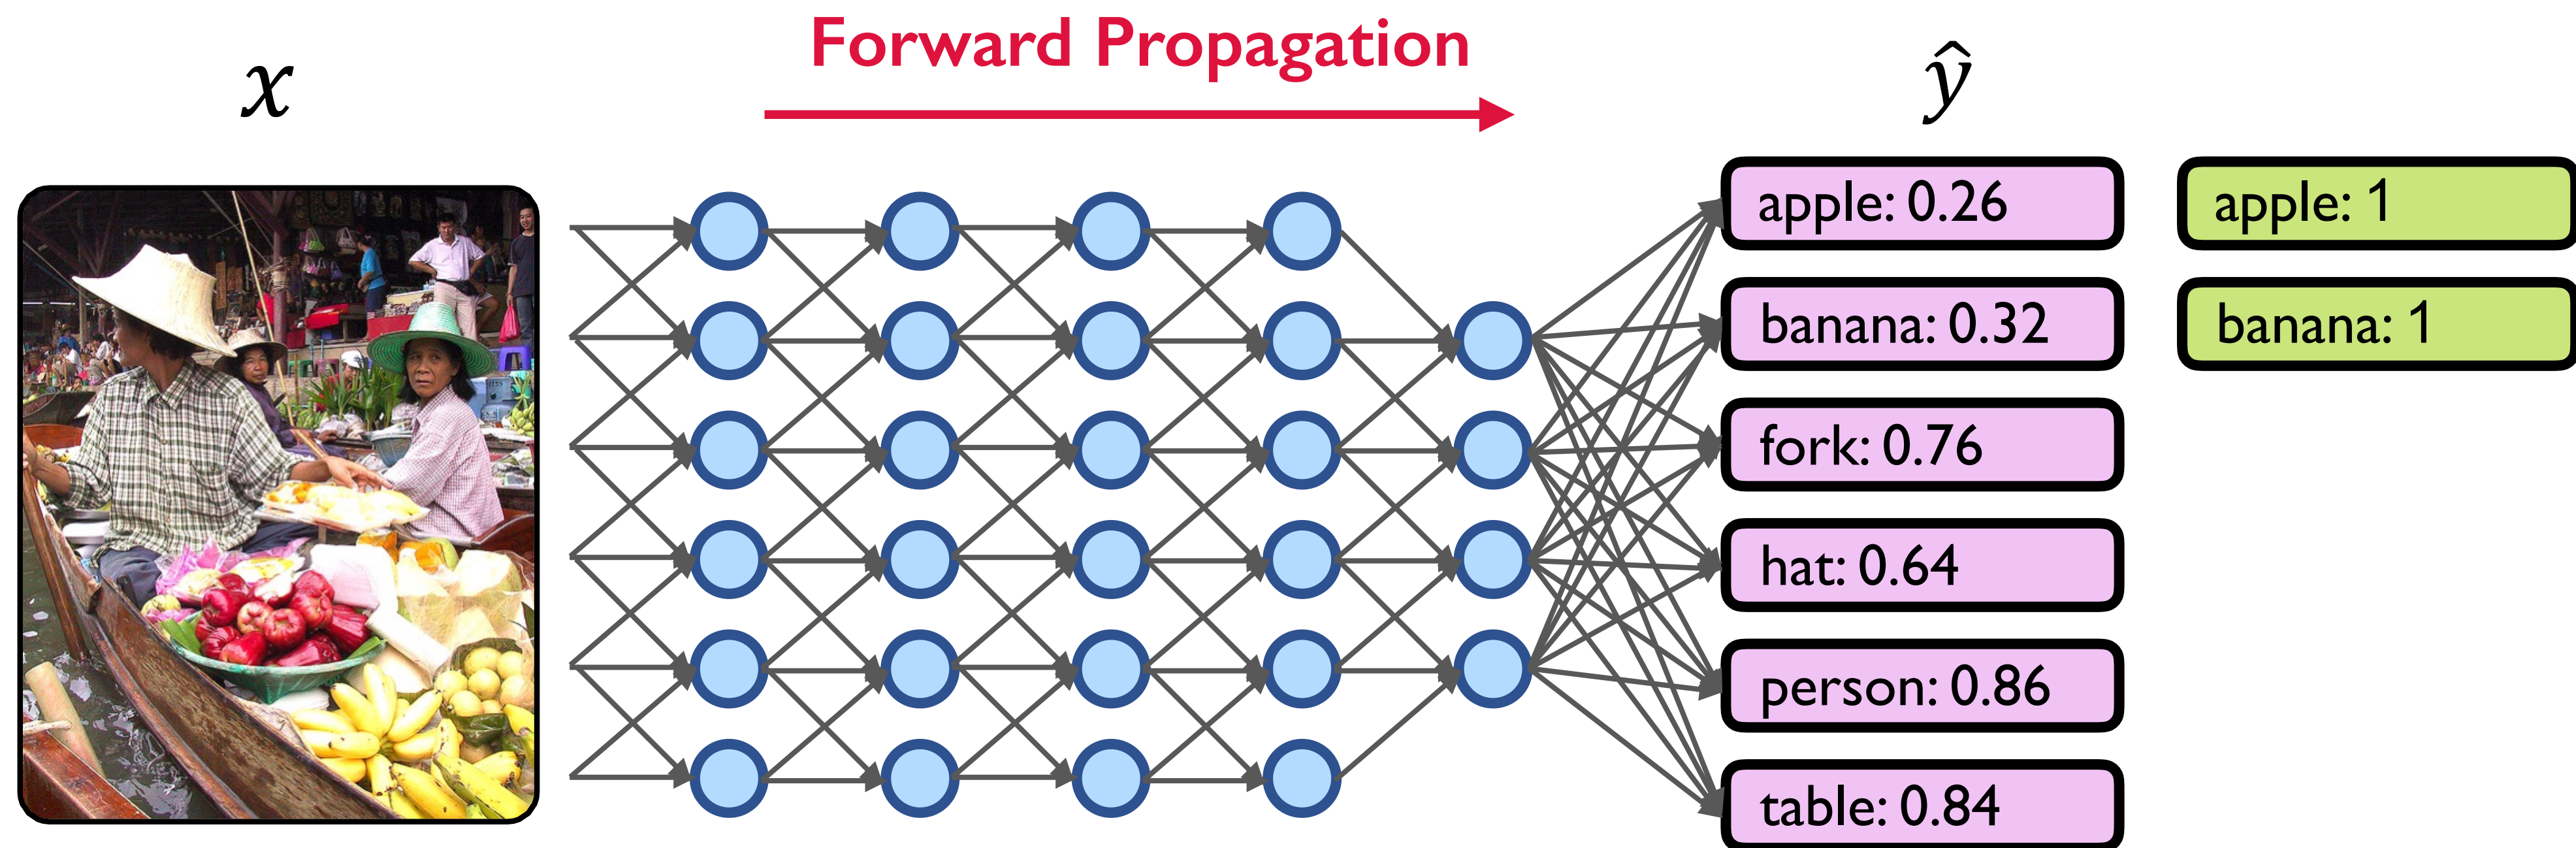 Forward Propagation
x
ŷ
apple: 0.26
apple: 1
banana: 0.32
banana: 1
fork: 0.76
hat: 0.64
person: 0.86
table: 0.84